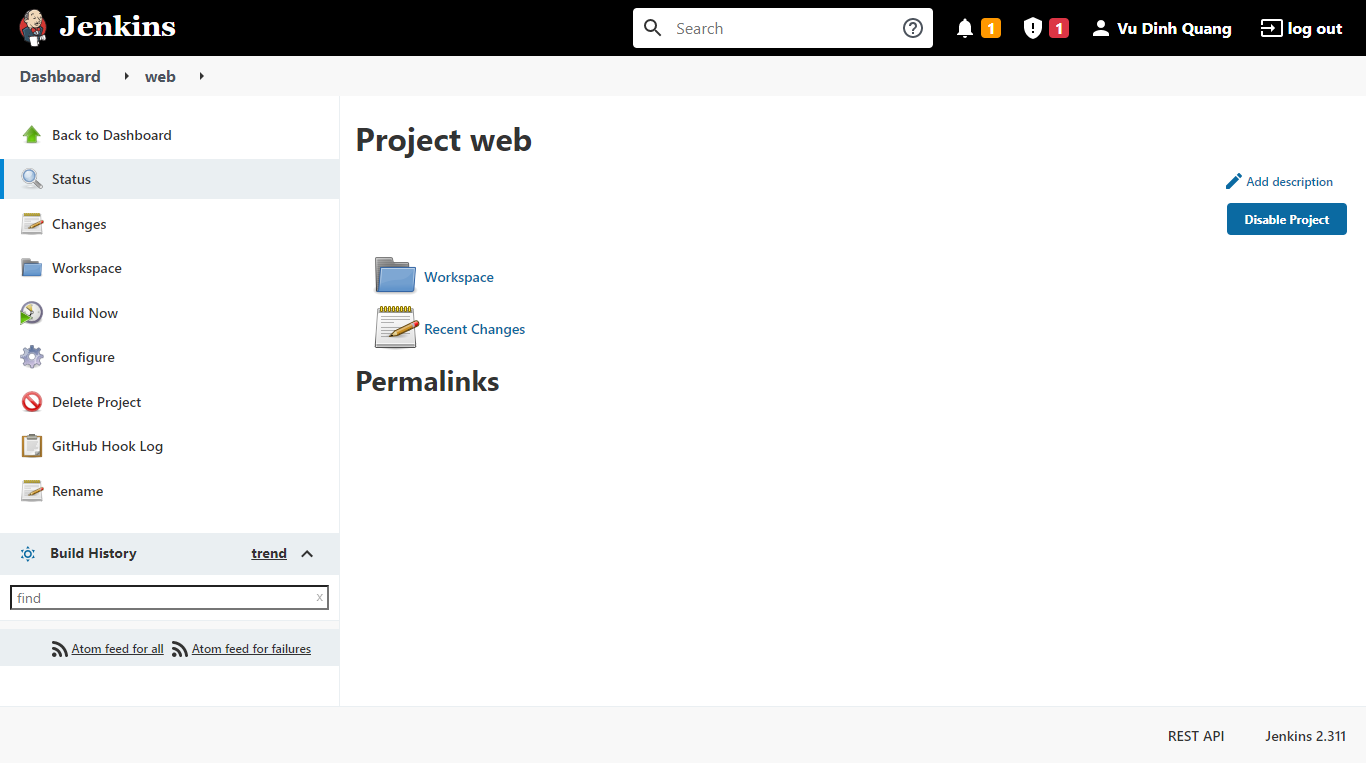 Jenkins
Search
1
1
Vu Dinh Quang
log out
Dashboard
web
Back to Dashboard
Status
Changes
Workspace
Build Now
Configure
Delete Project
GitHub Hook Log
Rename
Build History
trend
find
x
Atom feed for all
Atom feed for failures
Project web
Add description
Disable Project
Workspace
Recent Changes
Permalinks
REST API
Jenkins 2.311